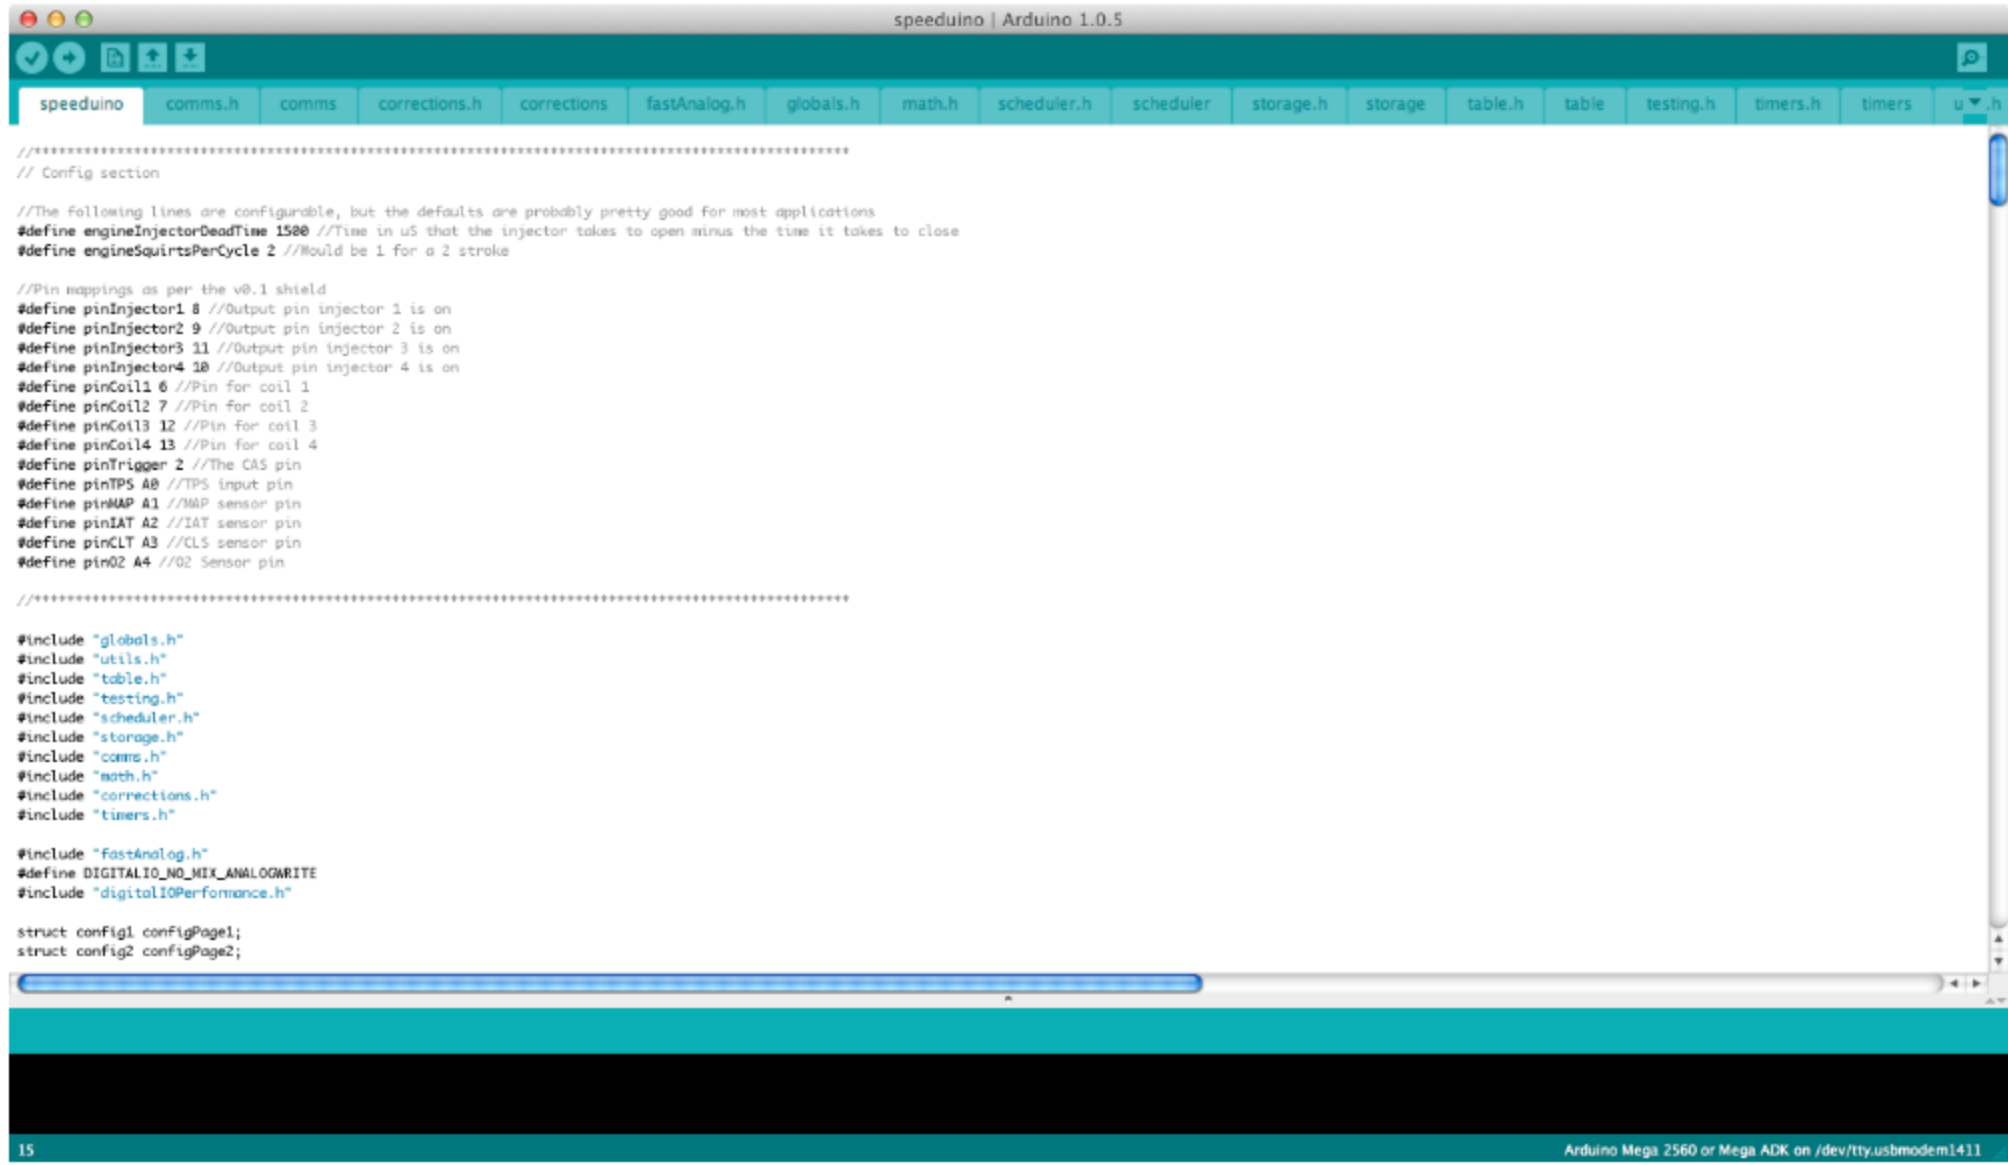 speeduino | Arduino 1.0.5
speeduino comms.h comms corrections.h corrections fastAnalog.h globals.h math.h scheduler.h scheduler storage.h storage table.h table testing.h timers.h timers u .h
//***************************************************************************************************
// Config section
//The following lines are configurable, but the defaults are probably pretty good for most applications
#define engineInjectorDeadTime 1500 //Time in uS that the injector takes to open minus the time it takes to close
#define engineSquirtsPerCycle 2 //Would be 1 for a 2 stroke
//Pin mappings as per the v0.1 shield
#define pinInjector1 8 //Output pin injector 1 is on
#define pinInjector2 9 //Output pin injector 2 is on
#define pinInjector3 11 //Output pin injector 3 is on
#define pinInjector4 10 //Output pin injector 4 is on
#define pinCoil1 6 //Pin for coil 1
#define pinCoil2 7 //Pin for coil 2
#define pinCoil3 12 //Pin for coil 3
#define pinCoil4 13 //Pin for coil 4
#define pinTrigger 2 //The CAS pin
#define pinTPS A0 //TPS input pin
#define pinMAP A1 //MAP sensor pin
#define pinIAT A2 //IAT sensor pin
#define pinCLT A3 //CLS sensor pin
#define pinO2 A4 //O2 Sensor pin
//***************************************************************************************************
#include "globals.h"
#include "utils.h"
#include "table.h"
#include "testing.h"
#include "scheduler.h"
#include "storage.h"
#include "comms.h"
#include "math.h"
#include "corrections.h"
#include "timers.h"
#include "fastAnalog.h"
#define DIGITALIO_NO_MIX_ANALOGWRITE
#include "digitalIOPerformance.h"
struct config1 configPage1;
struct config2 configPage2;
15
Arduino Mega 2560 or Mega ADK on /dev/tty.usbmodem1411